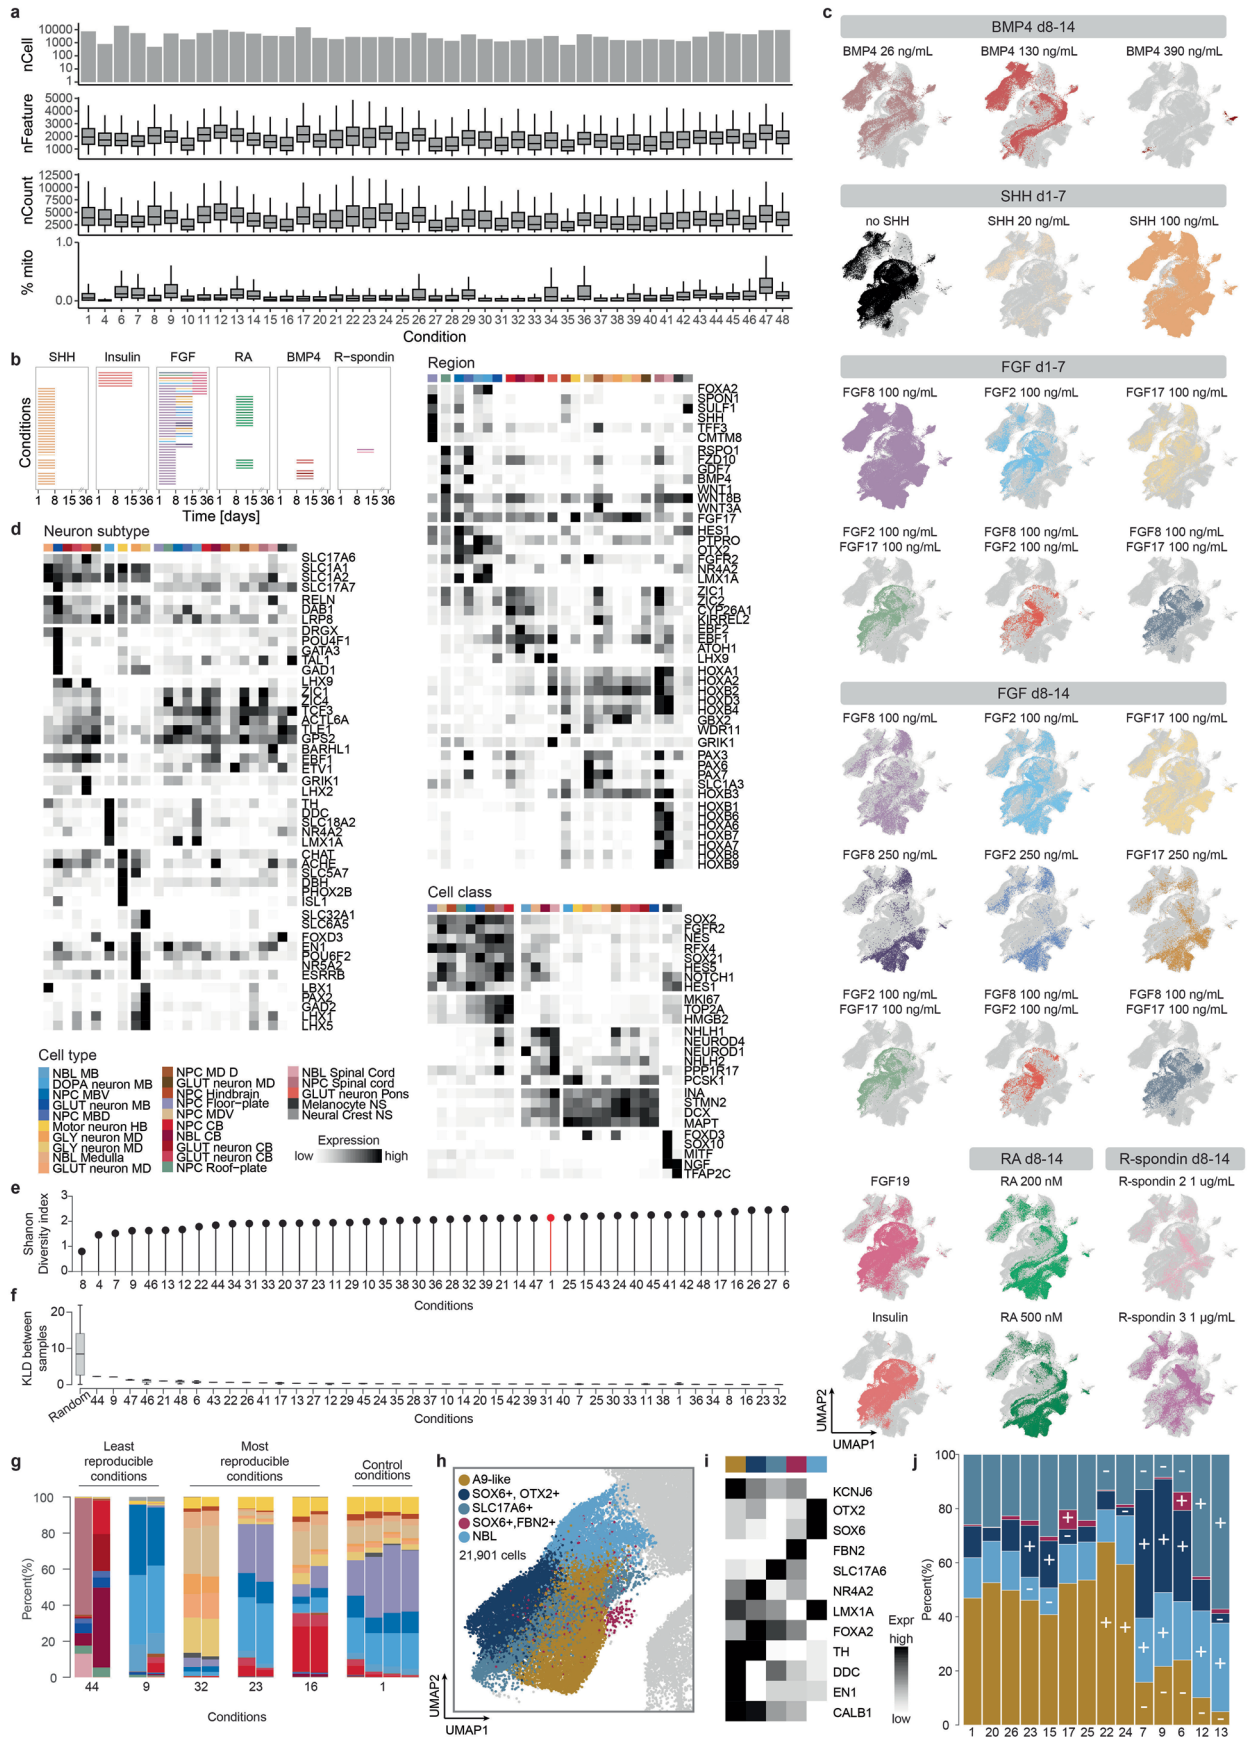 a
nCell
10000
1000
100
10
1
nFeature
5000
4000
3000
2000
1000
nCount
12500
10000
7500
5000
2500
% mito
1.0
0.0
1 4 6 7 8 9 10 11 12 13 14 15 16 17 20 21 22 23 24 25 26 27 28 29 30 31 32 33 34 35 36 37 38 39 40 41 42 43 44 45 46 47 48
Condition
b
SHH Insulin FGF RA BMP4 R-spondin
Conditions
1 8 15 36 1 8 15 36 1 8 15 36 1 8 15 36 1 8 15 36 1 8 15 36
Time [days]
Region
FOXA2
SPON1
SULF1
SHH
TFF3
CMTM8
RSPO1
FZD10
GDF7
BMP4
WNT1
WNT8B
WNT3A
FGF17
HES1
PTPRO
OTX2
FGFR2
NR4A2
LMX1A
ZIC1
ZIC2
CYP26A1
KIRREL2
EBF2
EBF1
ATOH1
LHX9
HOXA1
HOXA2
HOXB2
HOXD3
HOXB4
GBX2
WDR11
GRIK1
PAX3
PAX6
PAX7
SLC1A3
HOXB3
HOXB1
HOXB6
HOXA6
HOXB7
HOXA7
HOXB8
HOXB9
d
Neuron subtype
SLC17A6
SLC1A1
SLC1A2
SLC17A7
RELN
DAB1
LRP8
DRGX
POU4F1
GATA3
TAL1
GAD1
LHX9
ZIC1
ZIC4
TCF3
ACTL6A
TLE1
GPS2
BARHL1
EBF1
ETV1
GRIK1
LHX2
TH
DDC
SLC18A2
NR4A2
LMX1A
CHAT
ACHE
SLC5A7
DBH
PHOX2B
ISL1
SLC32A1
SLC6A5
FOXD3
EN1
POU6F2
NR5A2
ESRRB
LBX1
PAX2
GAD2
LHX1
LHX5
Cell class
SOX2
FGFR2
NES
RFX4
SOX21
HES5
NOTCH1
HES1
MKI67
TOP2A
HMGB2
NHLH1
NEUROD4
NEUROD1
NHLH2
PPP1R17
PCSK1
INA
STMN2
DCX
MAPT
FOXD3
SOX10
MITF
NGF
TFAP2C
Cell type
NBL MB
DOPA neuron MB
NPC MBV
GLUT neuron MB
NPC MBD
Motor neuron HB
GLY neuron MD
GLY neuron MD
NBL Medulla
GLUT neuron MD
NPC MD D
GLUT neuron MD
NPC Hindbrain
NPC Floor-plate
NPC MDV
NPC CB
NBL CB
GLUT neuron CB
GLUT neuron CB
NPC Roof-plate
NBL Spinal Cord
NPC Spinal cord
GLUT neuron Pons
Melanocyte NS
Neural Crest NS
Expression
low high
c
BMP4 d8-14
BMP4 26 ng/mL BMP4 130 ng/mL BMP4 390 ng/mL
SHH d1-7
no SHH SHH 20 ng/mL SHH 100 ng/mL
FGF d1-7
FGF8 100 ng/mL FGF2 100 ng/mL FGF17 100 ng/mL
FGF2 100 ng/mL FGF8 100 ng/mL FGF8 100 ng/mL
FGF17 100 ng/mL FGF2 100 ng/mL FGF17 100 ng/mL
FGF d8-14
FGF8 100 ng/mL FGF2 100 ng/mL FGF17 100 ng/mL
FGF8 250 ng/mL FGF2 250 ng/mL FGF17 250 ng/mL
FGF2 100 ng/mL FGF8 100 ng/mL FGF8 100 ng/mL
FGF17 100 ng/mL FGF2 100 ng/mL FGF17 100 ng/mL
RA d8-14 R-spondin d8-14
FGF19 RA 200 nM R-spondin 2 1 ug/mL
Insulin RA 500 nM R-spondin 3 1 µg/mL
UMAP2
UMAP1
e
Shanon
Diversity index
3
2
1
0
8 4 7 9 46 13 12 22 44 34 31 33 20 37 23 11 29 10 35 38 30 36 28 32 39 21 14 47 1 25 15 43 24 40 45 41 42 48 17 16 26 27 6
Conditions
f
KLD between
samples
20
10
0
Random 44 9 47 46 21 48 6 43 22 26 41 17 13 27 12 29 45 24 10 14 20 28 15 36 37 39 31 40 7 25 30 33 11 38 1 35 42 34 8 16 23 32
Conditions
g
Least
reproducible
conditions
Most
reproducible
conditions
Control
conditions
Percent(%)
100
80
60
40
20
0
44 9 32 23 16 1
Conditions
h
A9-like
SOX6+, OTX2+
SLC17A6+
SOX6+,FBN2+
NBL
21,901 cells
UMAP2
UMAP1
i
KCNJ6
OTX2
SOX6
FBN2
SLC17A6
NR4A2
LMX1A
FOXA2
TH
DDC
EN1
CALB1
Expr
high
low
j
Percent(%)
100
80
60
40
20
0
1 20 26 23 15 17 25 22 24 7 9 6 12 13